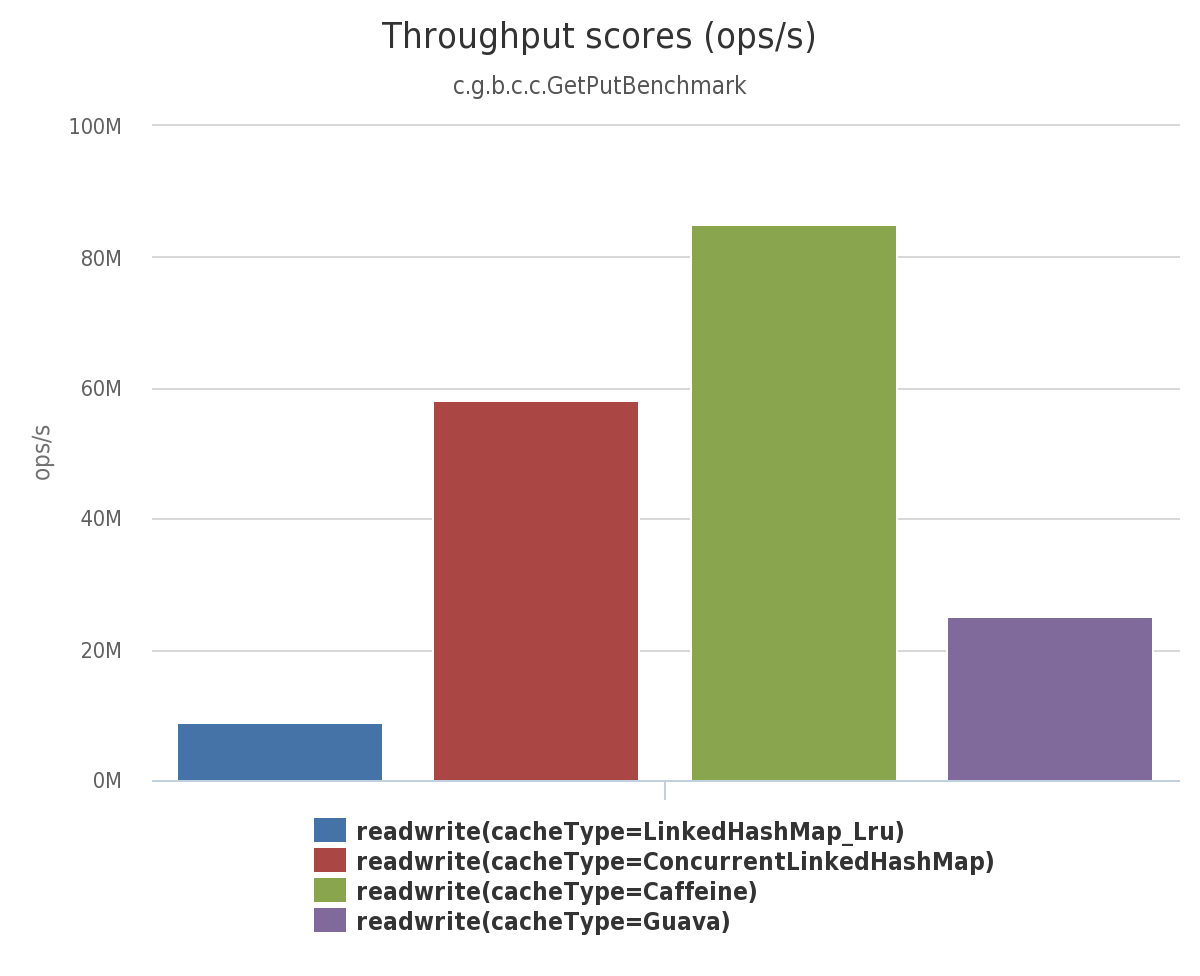 Throughput scores (ops/s)
c.g.b.c.c.GetPutBenchmark
100M
80M
60M
40M
20M
0M
ops/s
readwrite(cacheType=LinkedHashMap_Lru)
readwrite(cacheType=ConcurrentLinkedHashMap)
readwrite(cacheType=Caffeine)
readwrite(cacheType=Guava)